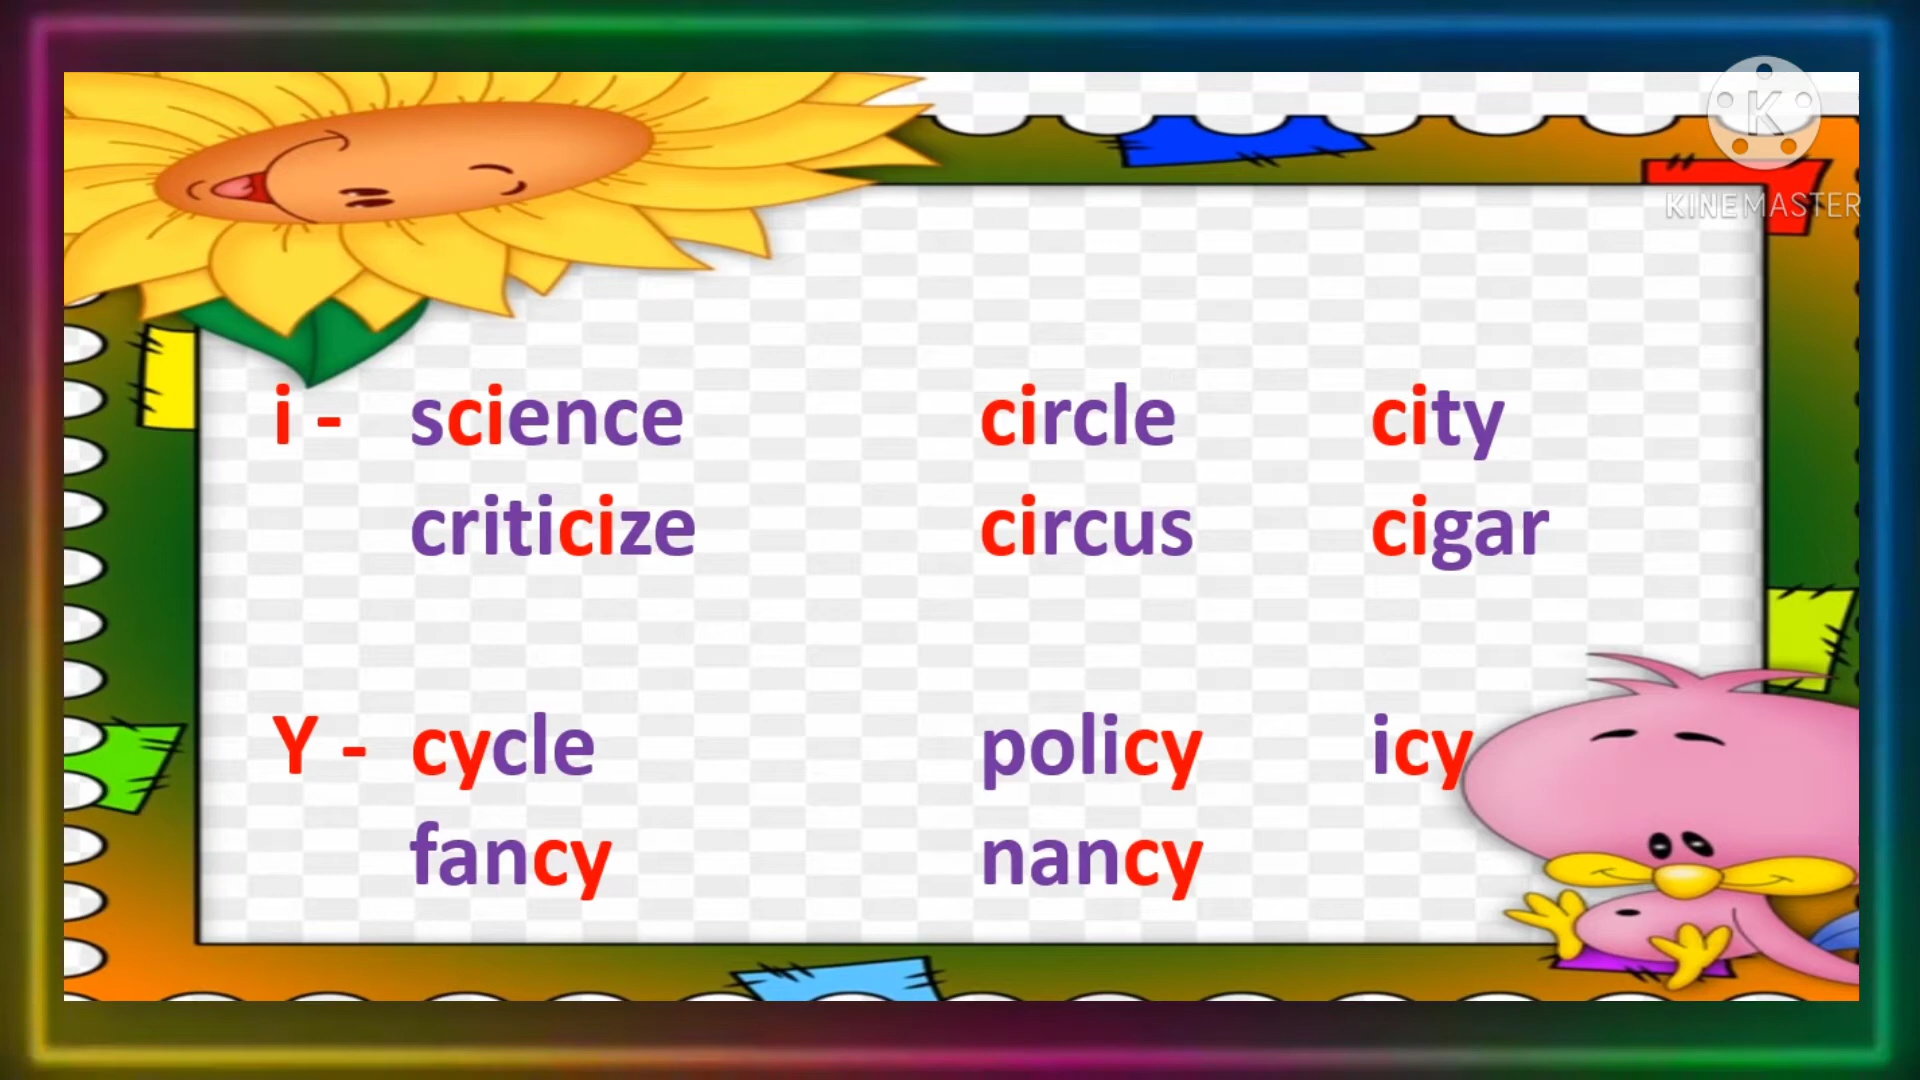 K
KINEMASTER
i - science circle city
criticize circus cigar
Y - cycle policy icy
fancy nancy